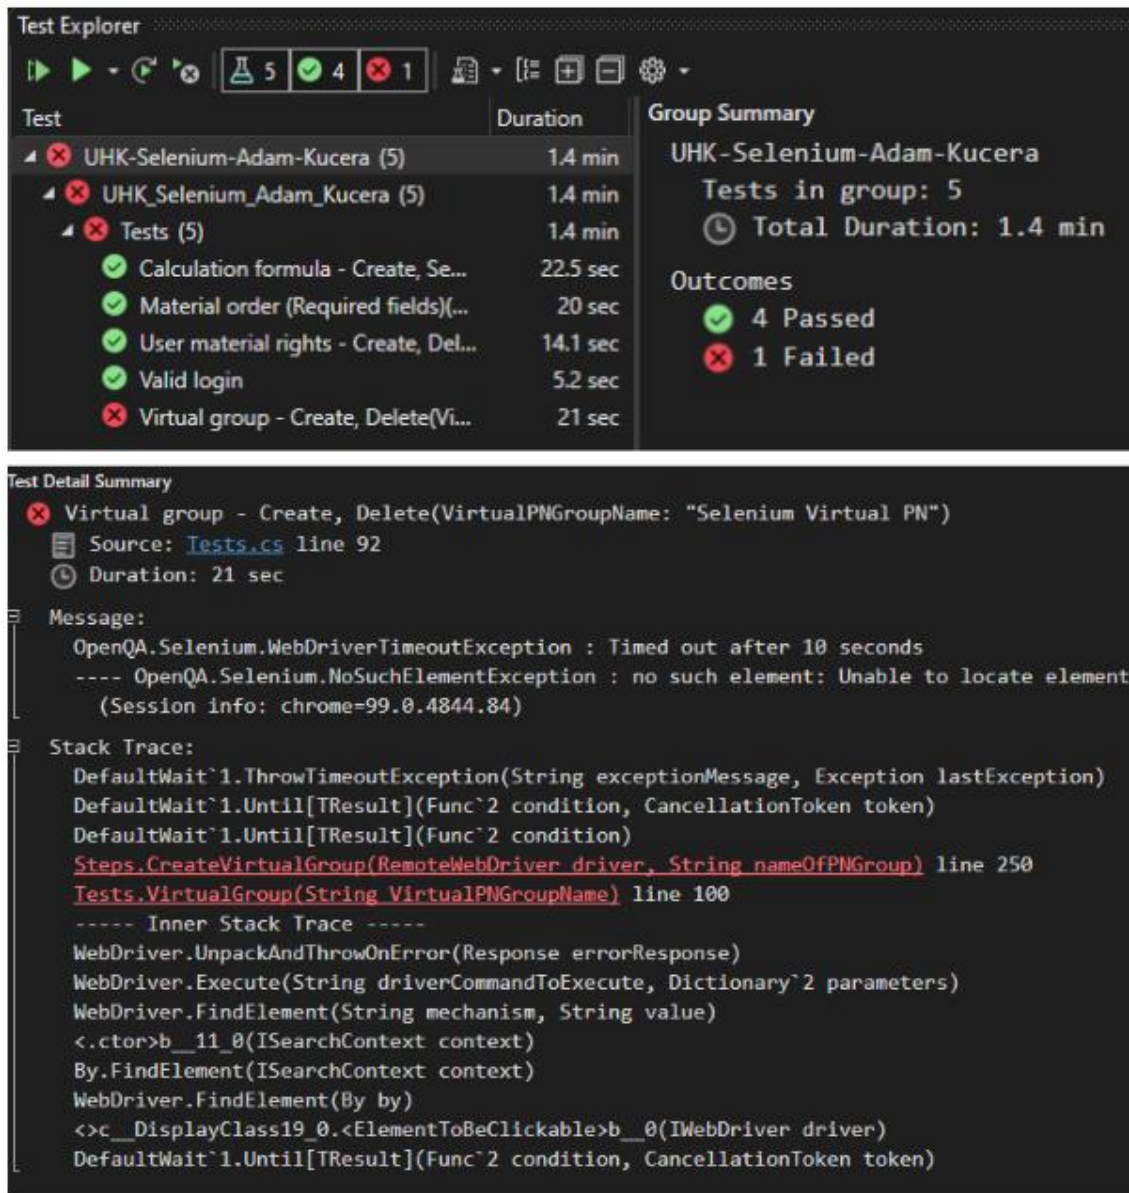 Test Explorer
5 4 1
Test Duration
UHK-Selenium-Adam-Kucera (5) 1.4 min
UHK_Selenium_Adam_Kucera (5) 1.4 min
Tests (5) 1.4 min
Calculation formula - Create, Se... 22.5 sec
Material order (Required fields)(... 20 sec
User material rights - Create, Del... 14.1 sec
Valid login 5.2 sec
Virtual group - Create, Delete(Vi... 21 sec
Group Summary
UHK-Selenium-Adam-Kucera
Tests in group: 5
Total Duration: 1.4 min
Outcomes
4 Passed
1 Failed
Test Detail Summary
Virtual group - Create, Delete(VirtualPNGroupName: "Selenium Virtual PN")
Source: Tests.cs line 92
Duration: 21 sec
Message:
OpenQA.Selenium.WebDriverTimeoutException : Timed out after 10 seconds
---- OpenQA.Selenium.NoSuchElementException : no such element: Unable to locate element
(Session info: chrome=99.0.4844.84)
Stack Trace:
DefaultWait`1.ThrowTimeoutException(String exceptionMessage, Exception lastException)
DefaultWait`1.Until[TResult](Func`2 condition, CancellationToken token)
DefaultWait`1.Until[TResult](Func`2 condition)
Steps.CreateVirtualGroup(RemoteWebDriver driver, String nameOfPNGroup) line 250
Tests.VirtualGroup(String VirtualPNGroupName) line 100
----- Inner Stack Trace -----
WebDriver.UnpackAndThrowOnError(Response errorResponse)
WebDriver.Execute(String driverCommandToExecute, Dictionary`2 parameters)
WebDriver.FindElement(String mechanism, String value)
<.ctor>b__11_0(ISearchContext context)
By.FindElement(ISearchContext context)
WebDriver.FindElement(By by)
<>c__DisplayClass19_0.<ElementToBeClickable>b__0(IWebDriver driver)
DefaultWait`1.Until[TResult](Func`2 condition, CancellationToken token)